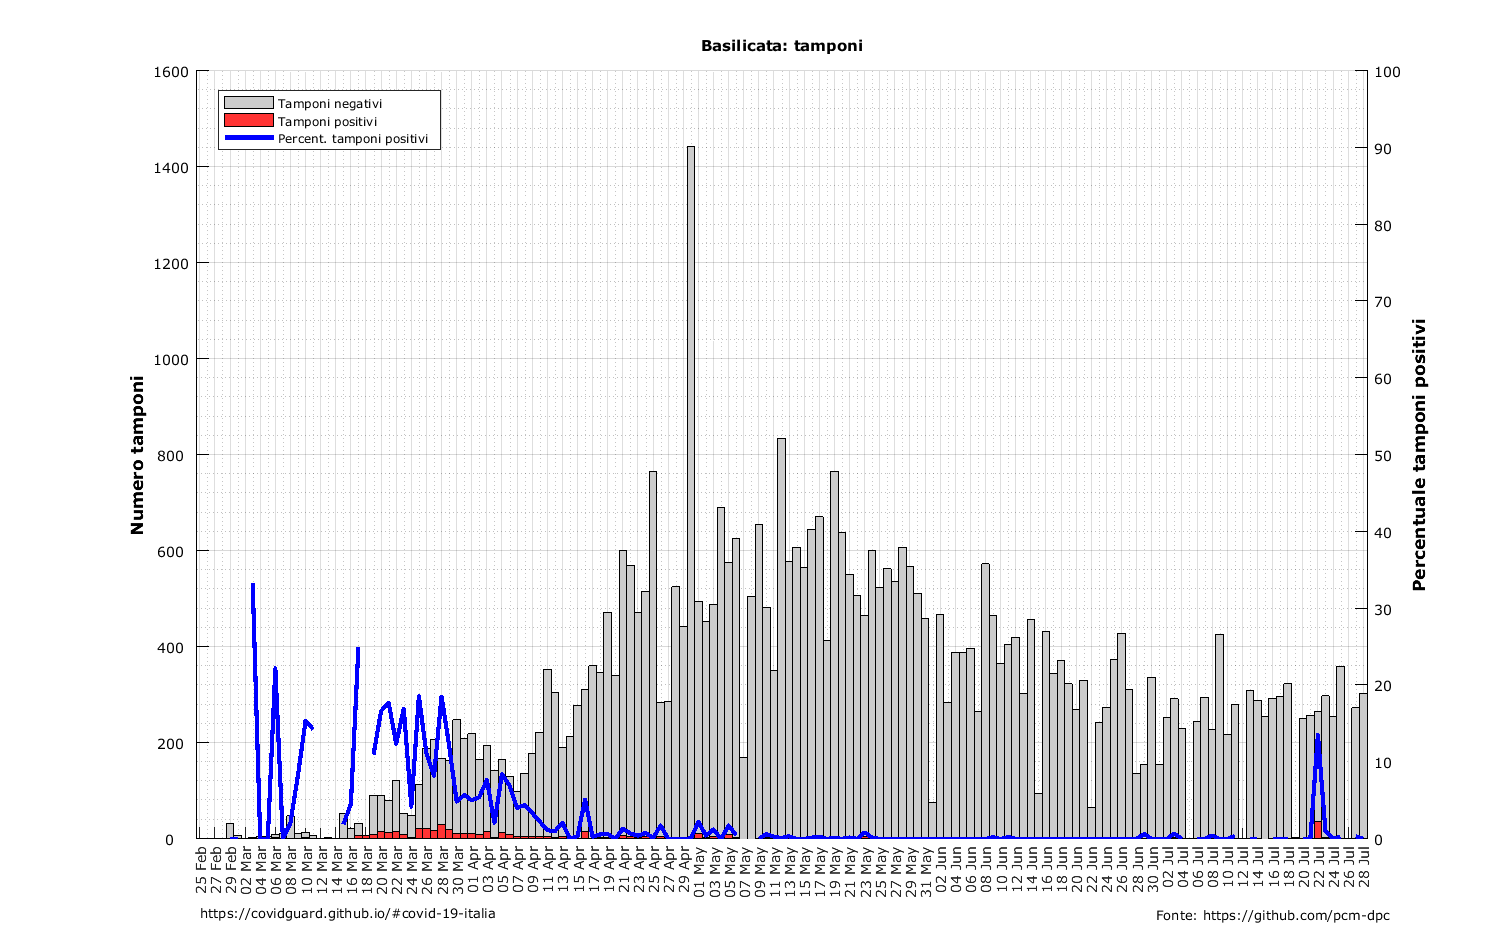 Basilicata: tamponi
Tamponi negativi
Tamponi positivi
Percent. tamponi positivi
Numero tamponi
1600
1400
1200
1000
800
600
400
200
0
Percentuale tamponi positivi
100
90
80
70
60
50
40
30
20
10
0
25 Feb
27 Feb
29 Feb
02 Mar
04 Mar
06 Mar
08 Mar
10 Mar
12 Mar
14 Mar
16 Mar
18 Mar
20 Mar
22 Mar
24 Mar
26 Mar
28 Mar
30 Mar
01 Apr
03 Apr
05 Apr
07 Apr
09 Apr
11 Apr
13 Apr
15 Apr
17 Apr
19 Apr
21 Apr
23 Apr
25 Apr
27 Apr
29 Apr
01 May
03 May
05 May
07 May
09 May
11 May
13 May
15 May
17 May
19 May
21 May
23 May
25 May
27 May
29 May
31 May
02 Jun
04 Jun
06 Jun
08 Jun
10 Jun
12 Jun
14 Jun
16 Jun
18 Jun
20 Jun
22 Jun
24 Jun
26 Jun
28 Jun
30 Jun
02 Jul
04 Jul
06 Jul
08 Jul
10 Jul
12 Jul
14 Jul
16 Jul
18 Jul
20 Jul
22 Jul
24 Jul
26 Jul
28 Jul
https://covidguard.github.io/#covid-19-italia
Fonte: https://github.com/pcm-dpc